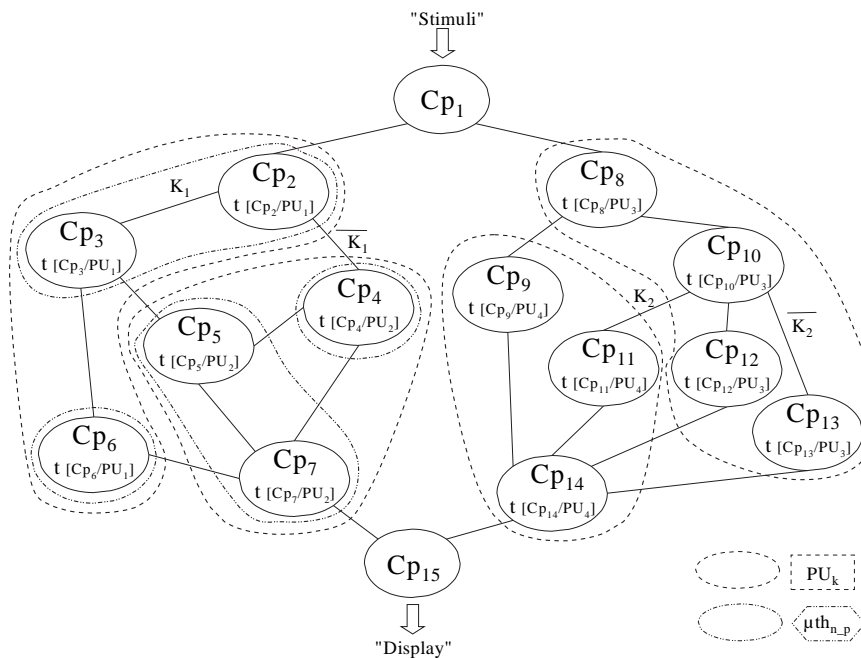 "Stimuli"
Cp1
Cp2
t [Cp2/PU1]
K1
Cp3
t [Cp3/PU1]
K1
Cp4
t [Cp4/PU2]
Cp5
t [Cp5/PU2]
Cp6
t [Cp6/PU1]
Cp7
t [Cp7/PU2]
Cp8
t [Cp8/PU3]
Cp9
t [Cp9/PU4]
Cp10
t [Cp10/PU3]
K2
K2
Cp11
t [Cp11/PU4]
Cp12
t [Cp12/PU3]
Cp13
t [Cp13/PU3]
Cp14
t [Cp14/PU4]
Cp15
"Display"
PUk
μthn_p